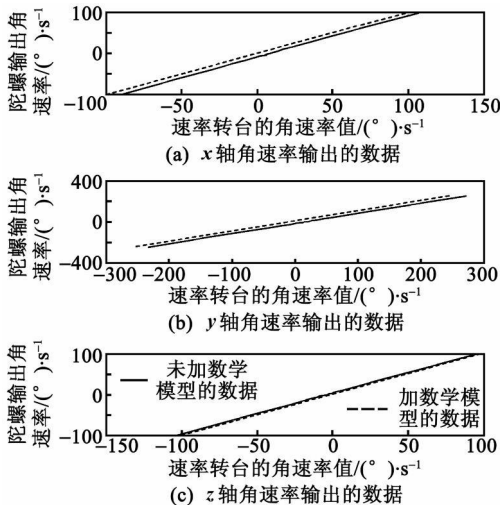 陀螺输出角
速率/(°)·s⁻¹
100
0
−100
−50
0
50
100
150
速率转台的角速率值/(°)·s⁻¹
(a) x轴角速率输出的数据
陀螺输出角
速率/(°)·s⁻¹
400
0
−400
−300
−200
−100
0
100
200
300
速率转台的角速率值/(°)·s⁻¹
(b) y轴角速率输出的数据
陀螺输出角
速率/(°)·s⁻¹
100
0
−100
未加数学
模型的数据
加数学模
型的数据
−150
−100
−50
0
50
100
速率转台的角速率值/(°)·s⁻¹
(c) z轴角速率输出的数据